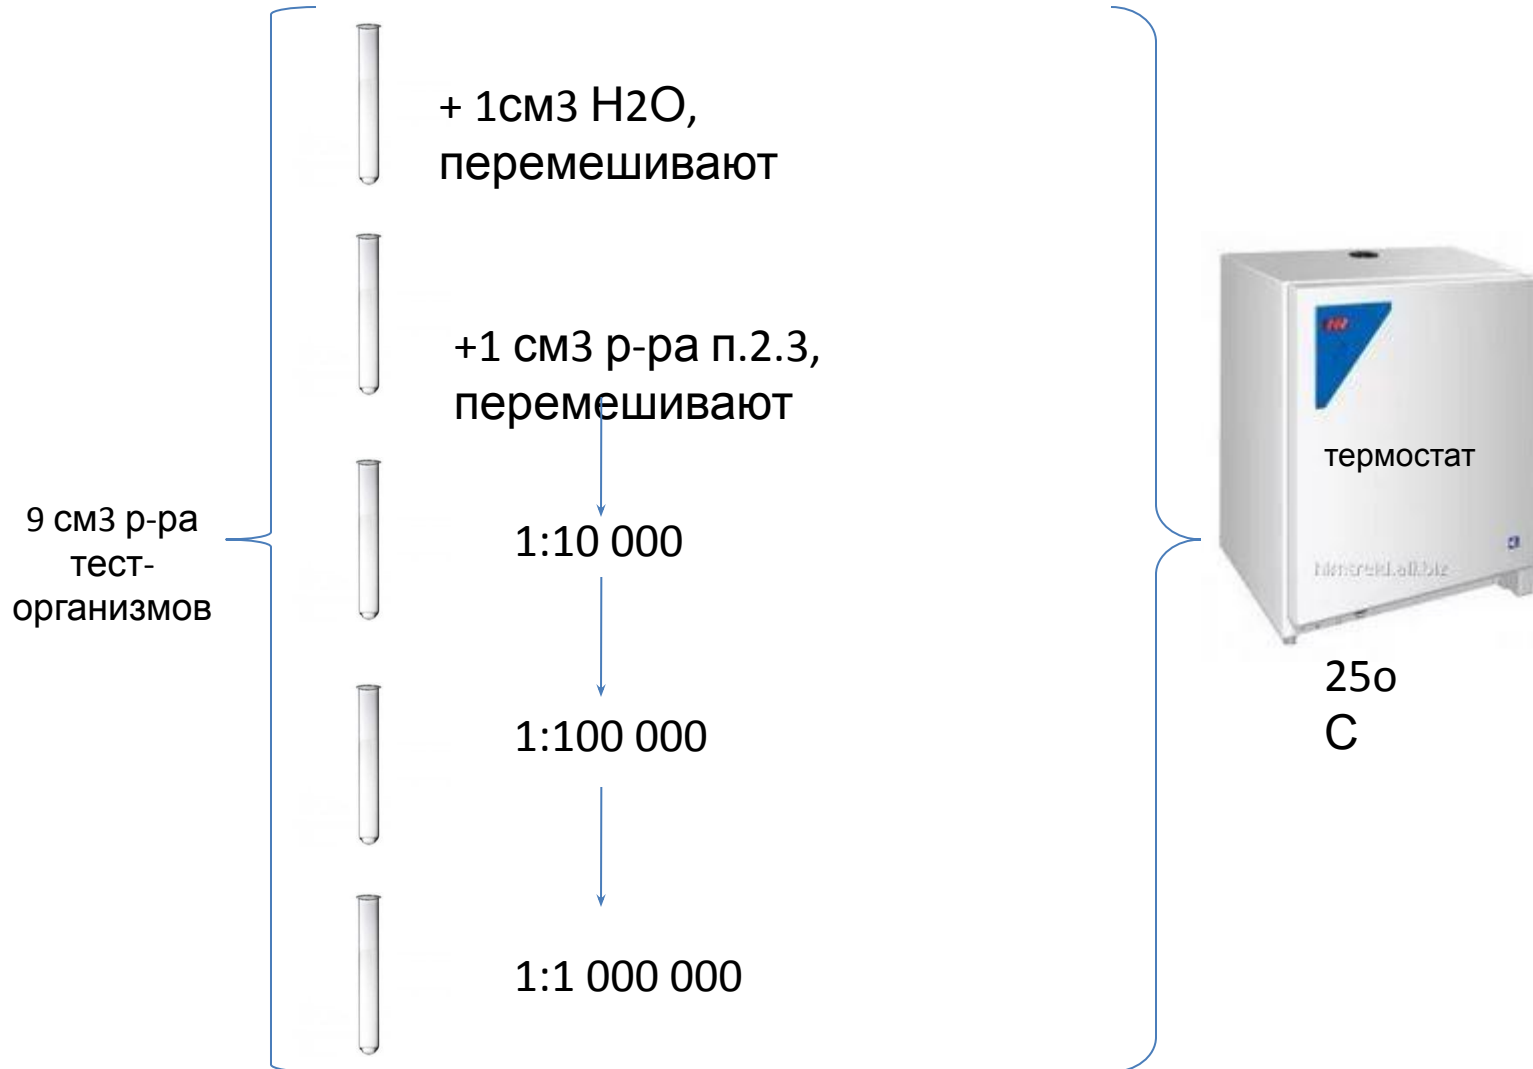 + 1см3 Н2О,
перемешивают
+1 см3 р-ра п.2.3,
перемешивают
9 см3 р-ра
тест-
организмов
1:10 000
1:100 000
1:1 000 000
термостат
25о
С